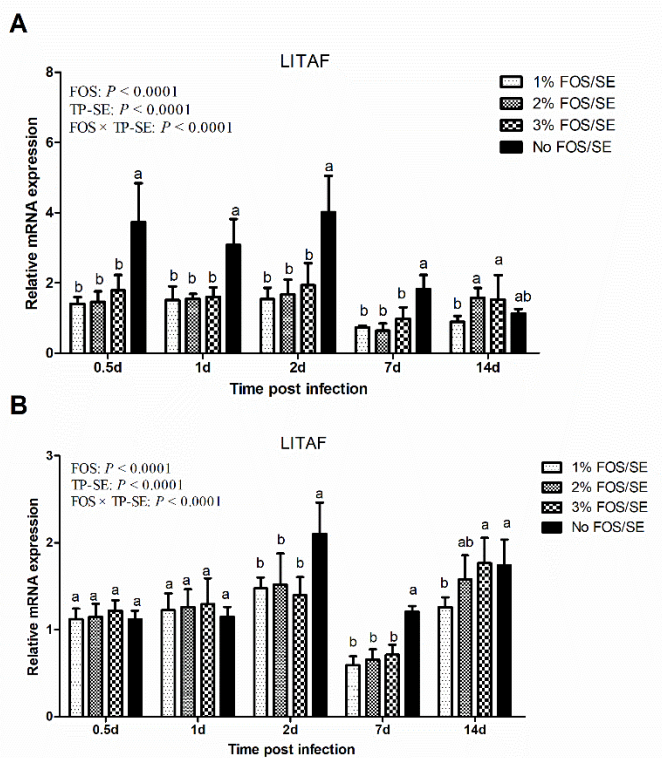 A
LITAF
FOS: P < 0.0001
TP-SE: P < 0.0001
FOS × TP-SE: P < 0.0001
1% FOS/SE
2% FOS/SE
3% FOS/SE
No FOS/SE
Relative mRNA expression
8
6
4
2
0
b b b a
b b b a
b b b a
b b b a
b a a ab
0.5d 1d 2d 7d 14d
Time post infection
B
LITAF
FOS: P < 0.0001
TP-SE: P < 0.0001
FOS × TP-SE: P < 0.0001
1% FOS/SE
2% FOS/SE
3% FOS/SE
No FOS/SE
Relative mRNA expression
3
2
1
0
a a a a
a a a a
b b b a
b b b a
b ab a a
0.5d 1d 2d 7d 14d
Time post infection